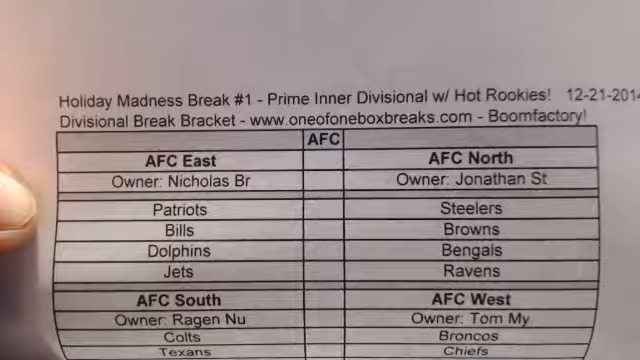 Holiday Madness Break #1 - Prime Inner Divisional w/ Hot Rookies! 12-21-2014
Divisional Break Bracket - www.oneofoneboxbreaks.com - Boomfactory!
AFC
AFC East AFC North
Owner: Nicholas Br Owner: Jonathan St
Patriots Steelers
Bills Browns
Dolphins Bengals
Jets Ravens
AFC South AFC West
Owner: Ragen Nu Owner: Tom My
Colts Broncos
Texans Chiefs